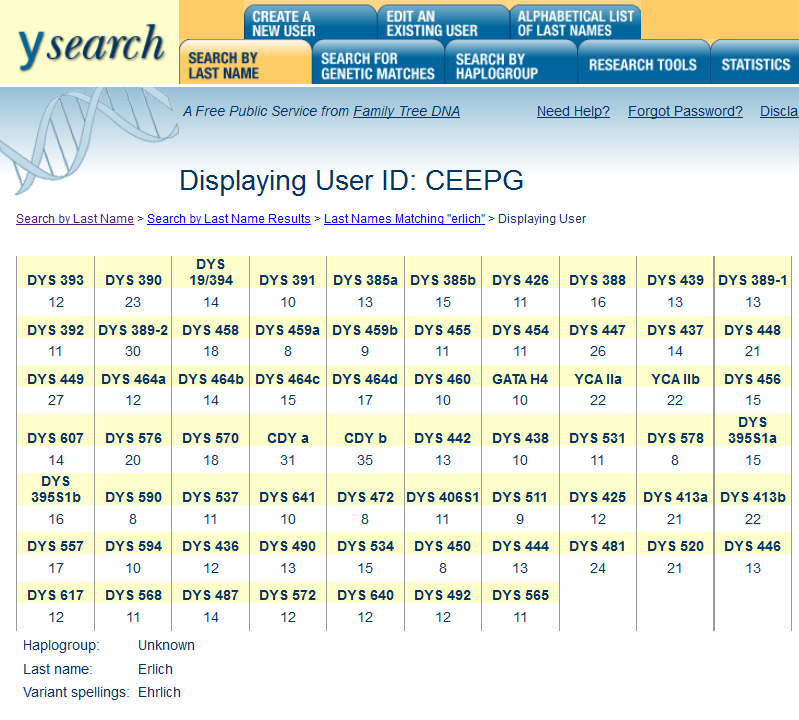 ysearch
CREATE A NEW USER
EDIT AN EXISTING USER
ALPHABETICAL LIST OF LAST NAMES
SEARCH BY LAST NAME
SEARCH FOR GENETIC MATCHES
SEARCH BY HAPLOGROUP
RESEARCH TOOLS
STATISTICS
A Free Public Service from Family Tree DNA Need Help? Forgot Password? Discla
Displaying User ID: CEEPG
Search by Last Name > Search by Last Name Results > Last Names Matching "erlich" > Displaying User
DYS 393 DYS 390 DYS 19/394 DYS 391 DYS 385a DYS 385b DYS 426 DYS 388 DYS 439 DYS 389-1
12 23 14 10 13 15 11 16 13 13
DYS 392 DYS 389-2 DYS 458 DYS 459a DYS 459b DYS 455 DYS 454 DYS 447 DYS 437 DYS 448
11 30 18 8 9 11 11 26 14 21
DYS 449 DYS 464a DYS 464b DYS 464c DYS 464d DYS 460 GATA H4 YCA IIa YCA IIb DYS 456
27 12 14 15 17 10 10 22 22 15
DYS 607 DYS 576 DYS 570 CDY a CDY b DYS 442 DYS 438 DYS 531 DYS 578 DYS 395S1a
14 20 18 31 35 13 10 11 8 15
DYS 395S1b DYS 590 DYS 537 DYS 641 DYS 472 DYS 406S1 DYS 511 DYS 425 DYS 413a DYS 413b
16 8 11 10 8 11 9 12 21 22
DYS 557 DYS 594 DYS 436 DYS 490 DYS 534 DYS 450 DYS 444 DYS 481 DYS 520 DYS 446
17 10 12 13 15 8 13 24 21 13
DYS 617 DYS 568 DYS 487 DYS 572 DYS 640 DYS 492 DYS 565
12 11 14 12 12 12 11
Haplogroup: Unknown
Last name: Erlich
Variant spellings: Ehrlich